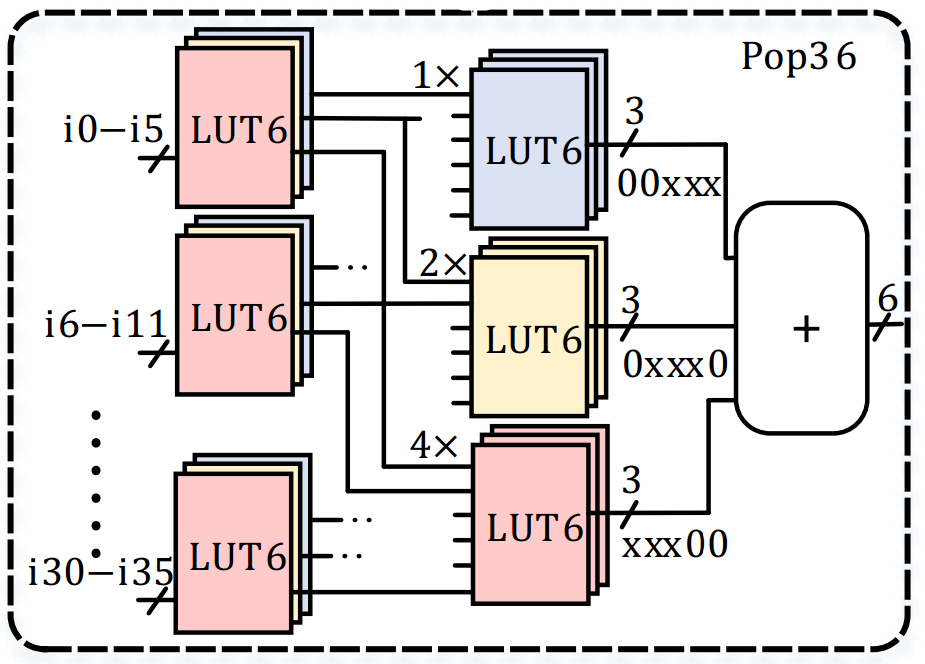 Pop36
1×
i0−i5
LUT6
LUT6
3
00xxx
2×
i6−i11
LUT6
LUT6
3
0xxx0
+
6
4×
i30−i35
LUT6
LUT6
3
xxx00